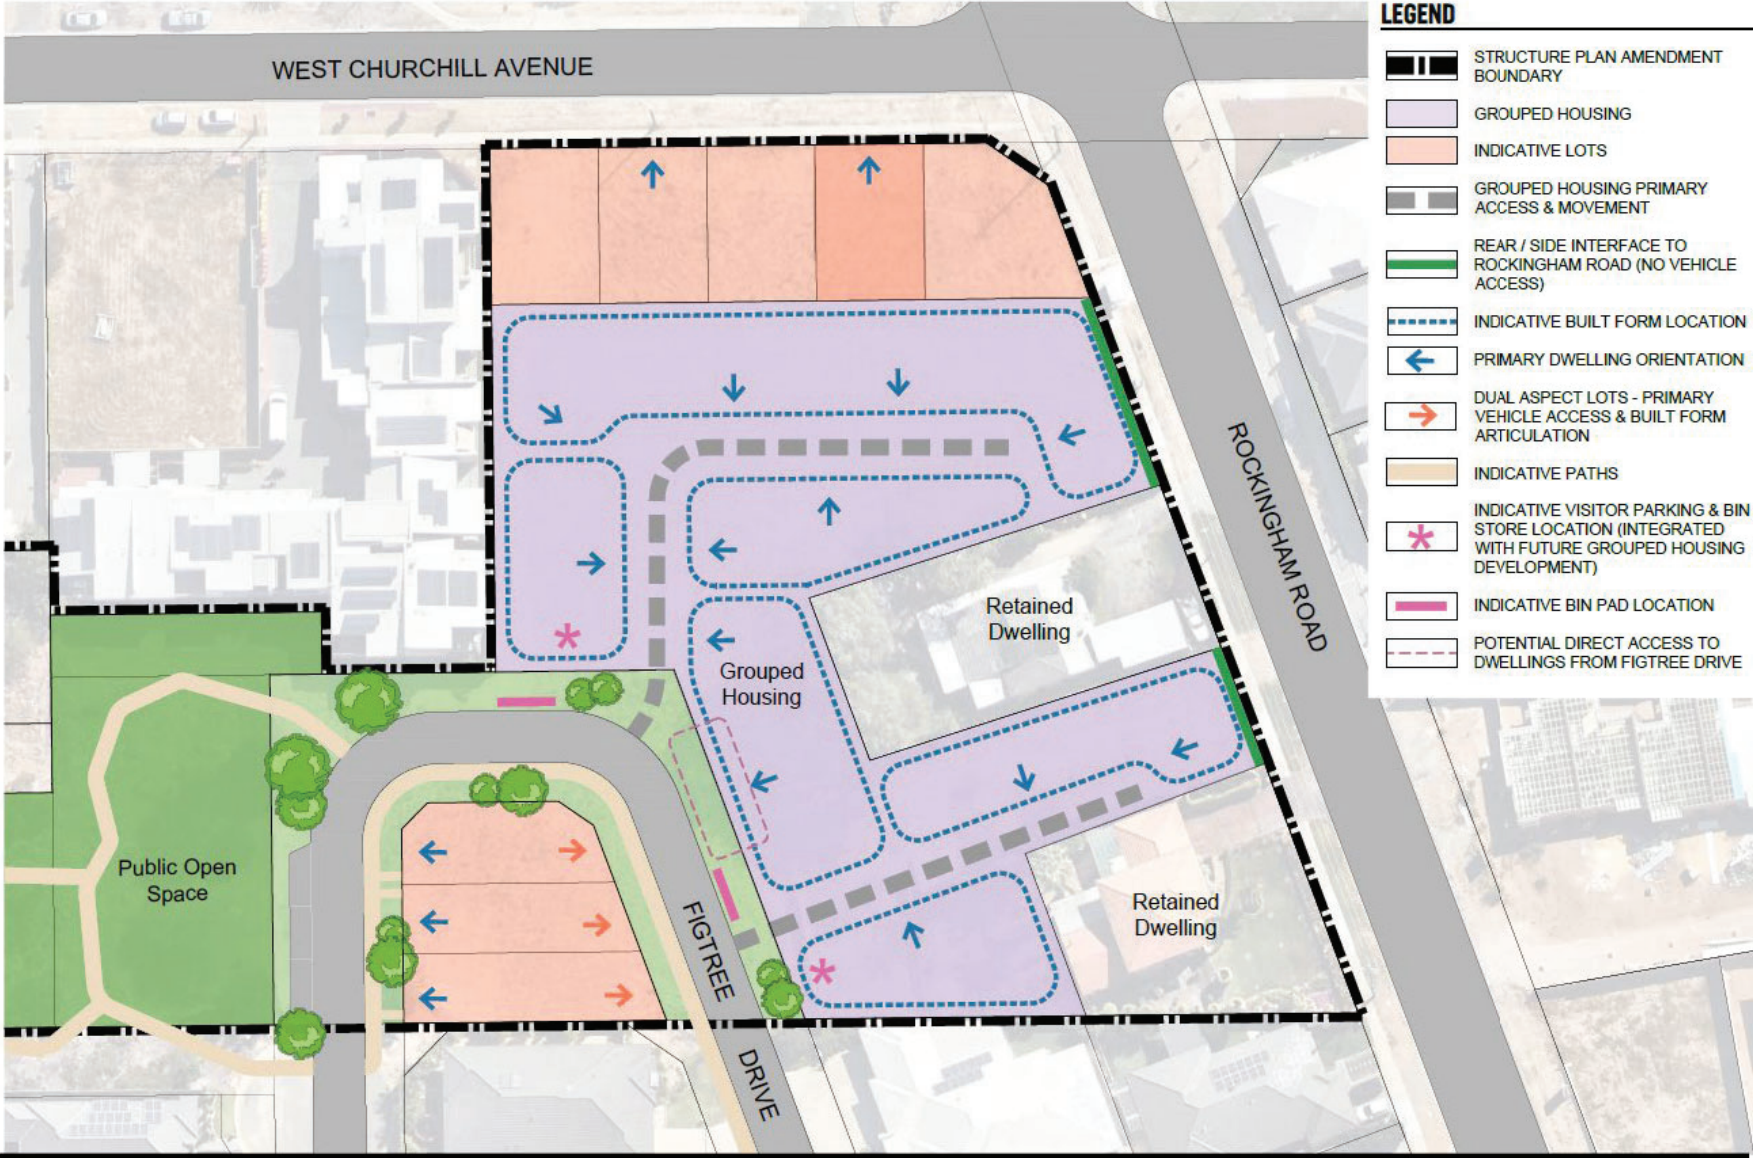 WEST CHURCHILL AVENUE
ROCKINGHAM ROAD
Retained
Dwelling
Grouped
Housing
Public Open
Space
Retained
Dwelling
FIGTREE
DRIVE
LEGEND
STRUCTURE PLAN AMENDMENT
BOUNDARY
GROUPED HOUSING
INDICATIVE LOTS
GROUPED HOUSING PRIMARY
ACCESS & MOVEMENT
REAR / SIDE INTERFACE TO
ROCKINGHAM ROAD (NO VEHICLE
ACCESS)
INDICATIVE BUILT FORM LOCATION
PRIMARY DWELLING ORIENTATION
DUAL ASPECT LOTS - PRIMARY
VEHICLE ACCESS & BUILT FORM
ARTICULATION
INDICATIVE PATHS
INDICATIVE VISITOR PARKING & BIN
STORE LOCATION (INTEGRATED
WITH FUTURE GROUPED HOUSING
DEVELOPMENT)
INDICATIVE BIN PAD LOCATION
POTENTIAL DIRECT ACCESS TO
DWELLINGS FROM FIGTREE DRIVE